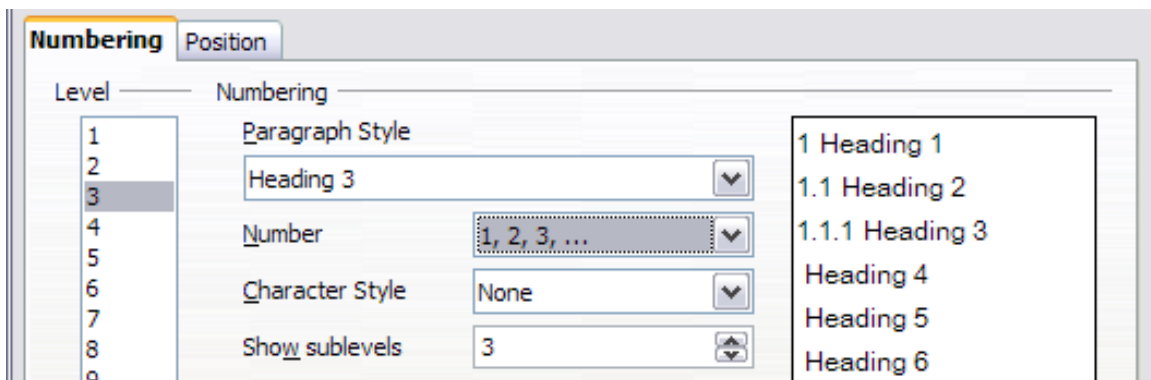 Numbering Position
Level Numbering
1
2
3
4
5
6
7
8
9
Paragraph Style
Heading 3
Number 1, 2, 3, ...
Character Style None
Show sublevels 3
1 Heading 1
1.1 Heading 2
1.1.1 Heading 3
Heading 4
Heading 5
Heading 6